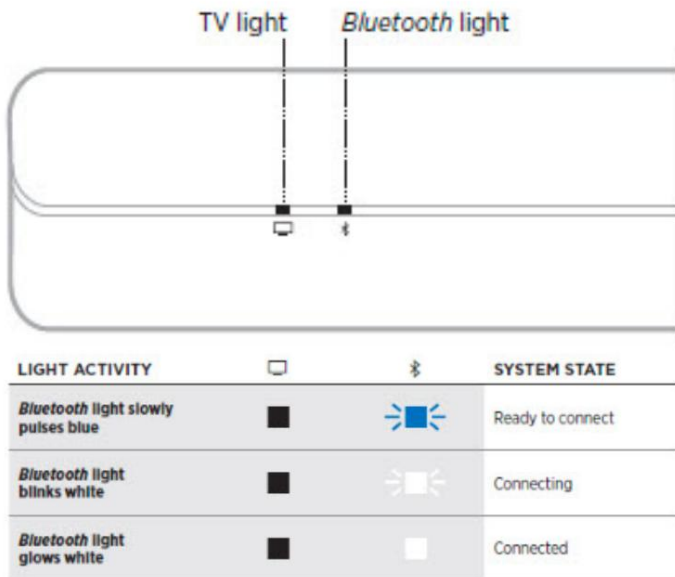 TV light Bluetooth light
LIGHT ACTIVITY SYSTEM STATE
Bluetooth light slowly
pulses blue
Ready to connect
Bluetooth light
blinks white
Connecting
Bluetooth light
glows white
Connected